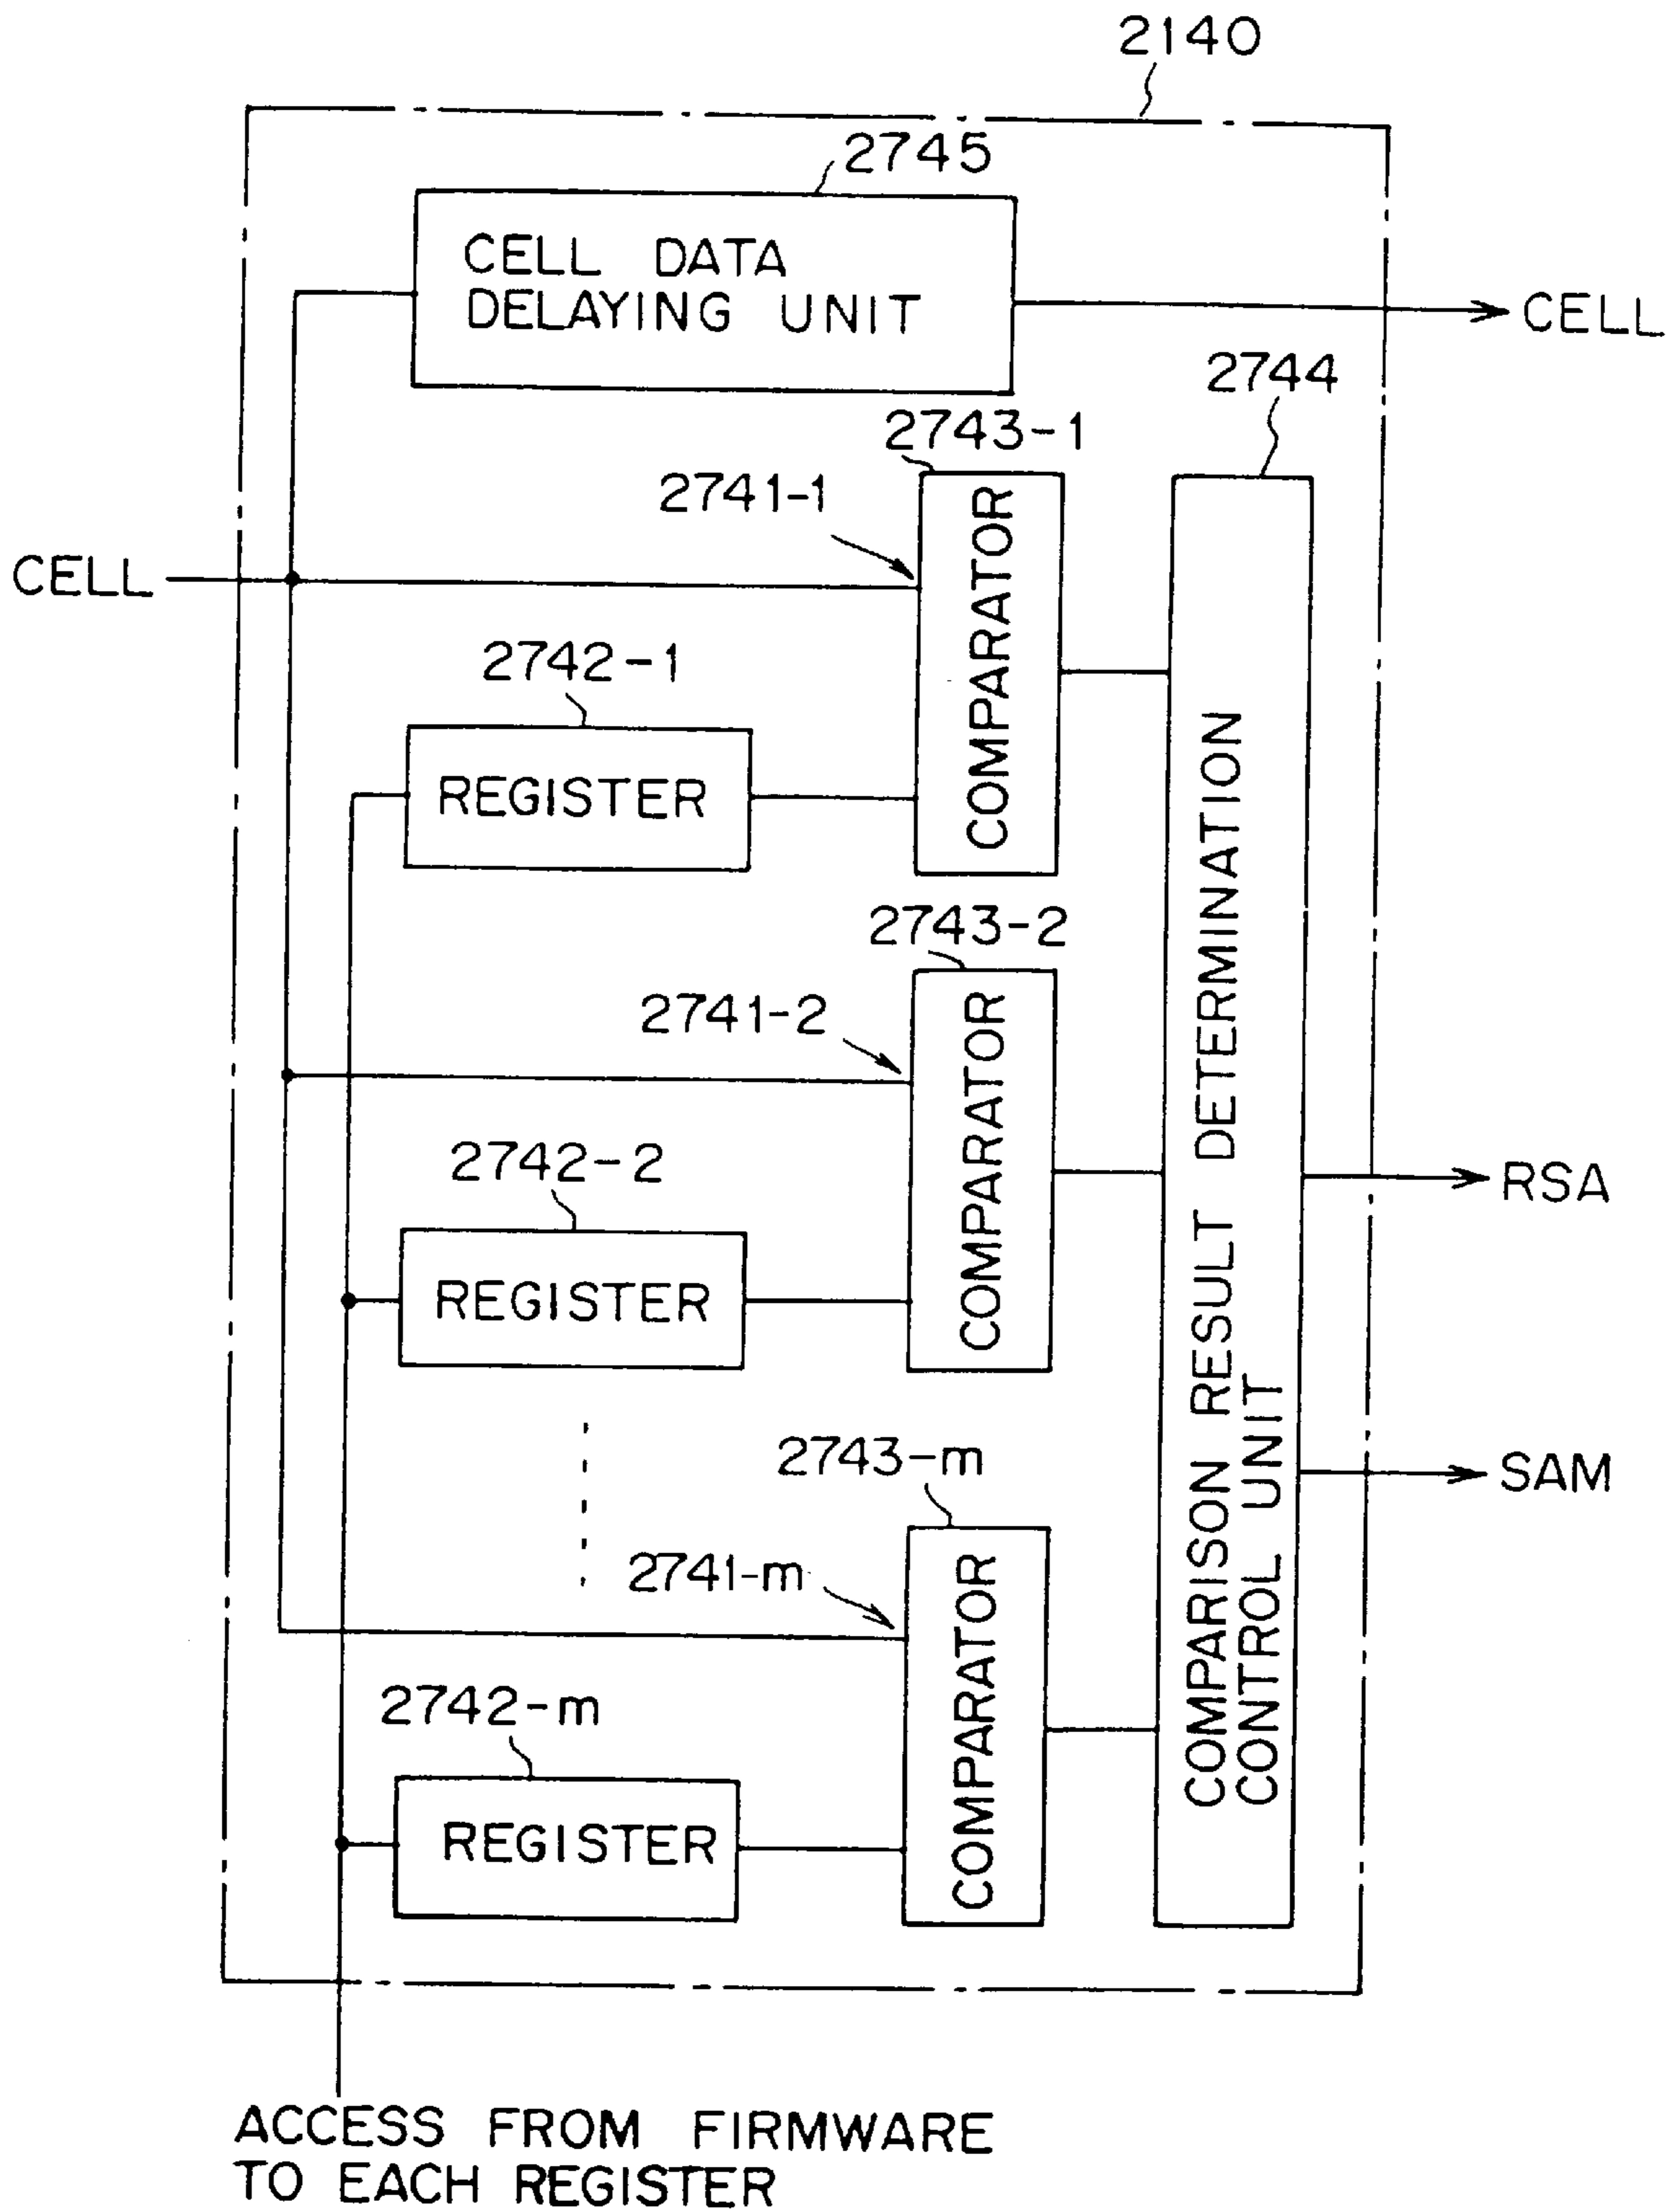 2140
2745
CELL DATA
DELAYING UNIT
CELL
2744
2743-1
2741-1
COMPARATOR
CELL
2742-1
REGISTER
2743-2
2741-2
COMPARATOR
2742-2
REGISTER
COMPARISON RESULT DETERMINATION
CONTROL UNIT
RSA
SAM
2743-m
2741-m
COMPARATOR
2742-m
REGISTER
ACCESS FROM FIRMWARE
TO EACH REGISTER